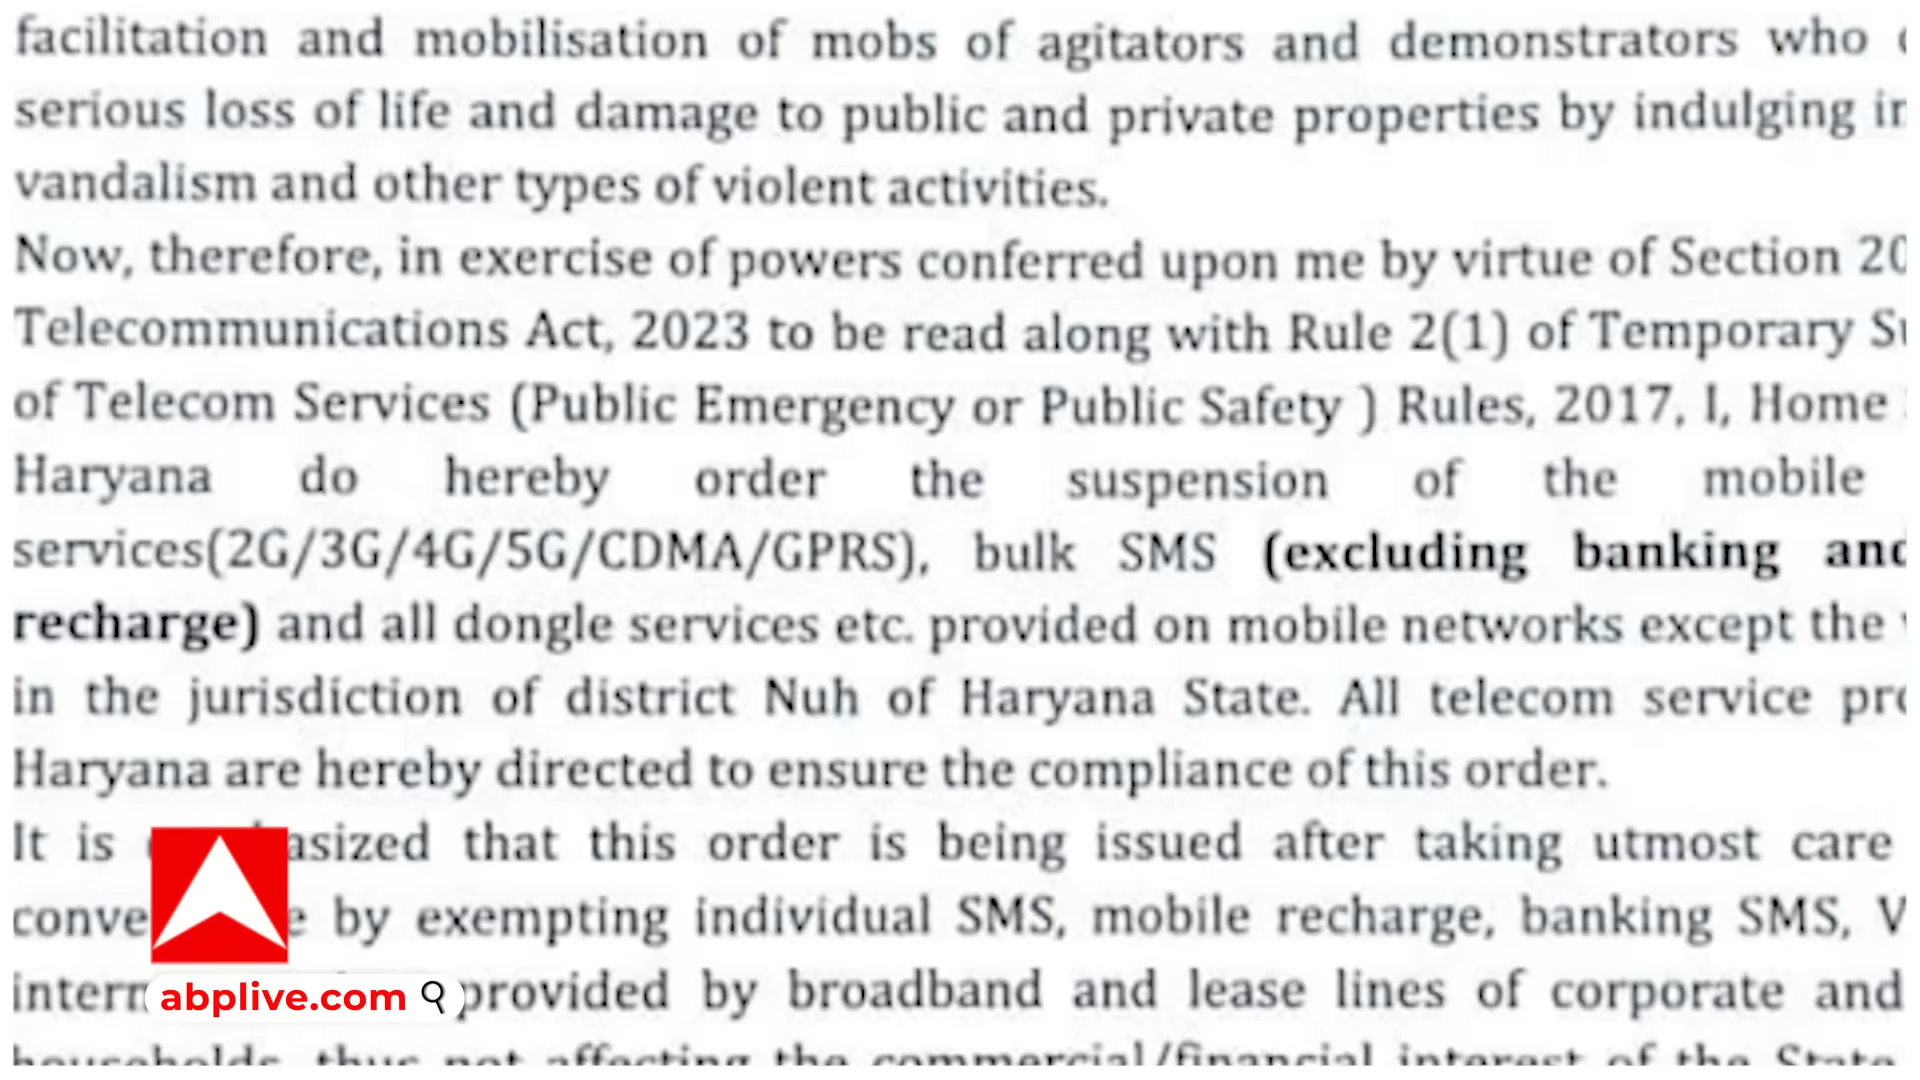 facilitation and mobilisation of mobs of agitators and demonstrators who
serious loss of life and damage to public and private properties by indulging in
vandalism and other types of violent activities.
Now, therefore, in exercise of powers conferred upon me by virtue of Section 20
Telecommunications Act, 2023 to be read along with Rule 2(1) of Temporary
of Telecom Services (Public Emergency or Public Safety ) Rules, 2017, I, Home
Haryana do hereby order the suspension of the mobile
services(2G/3G/4G/5G/CDMA/GPRS), bulk SMS (excluding banking and
recharge) and all dongle services etc. provided on mobile networks except the
in the jurisdiction of district Nuh of Haryana State. All telecom service
Haryana are hereby directed to ensure the compliance of this order.
It is that this order is being issued after taking utmost care
by exempting individual SMS, mobile recharge, banking SMS,
provided by broadband and lease lines of corporate and
households, thus not affecting the commercial/financial interest of the State
abplive.com